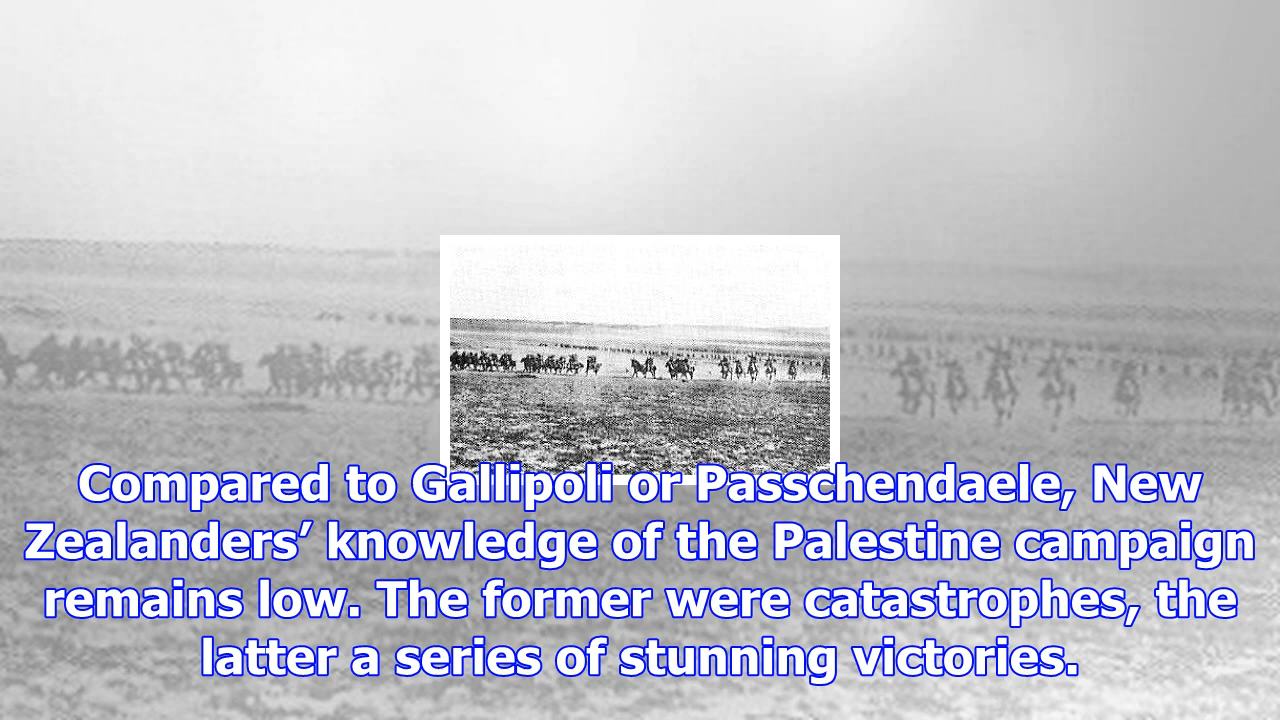 Compared to Gallipoli or Passchendaele, New
Zealanders’ knowledge of the Palestine campaign
remains low. The former were catastrophes, the
latter a series of stunning victories.